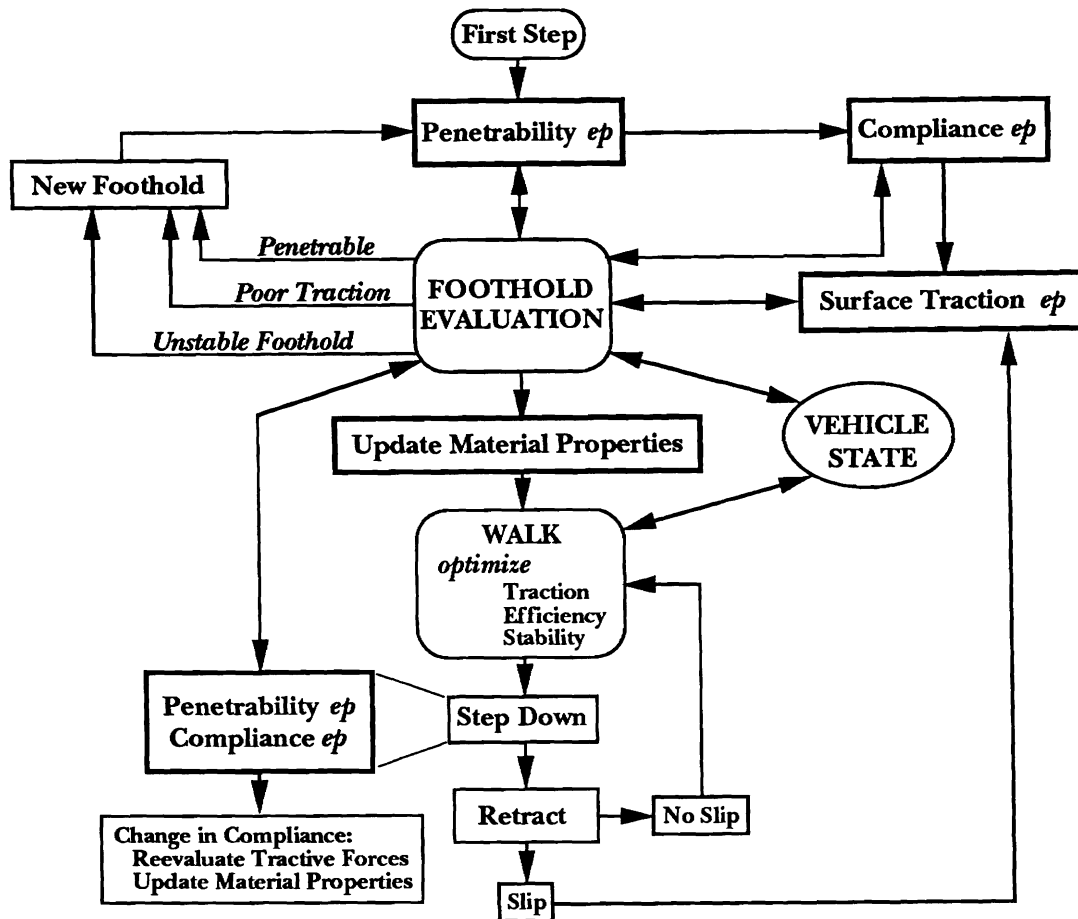 First Step
Penetrability ep
Compliance ep
New Foothold
Penetrable
Poor Traction
Unstable Foothold
FOOTHOLD
EVALUATION
Surface Traction ep
VEHICLE
STATE
Update Material Properties
WALK
optimize
Traction
Efficiency
Stability
Penetrability ep
Compliance ep
Step Down
Retract
No Slip
Change in Compliance:
Reevaluate Tractive Forces
Update Material Properties
Slip